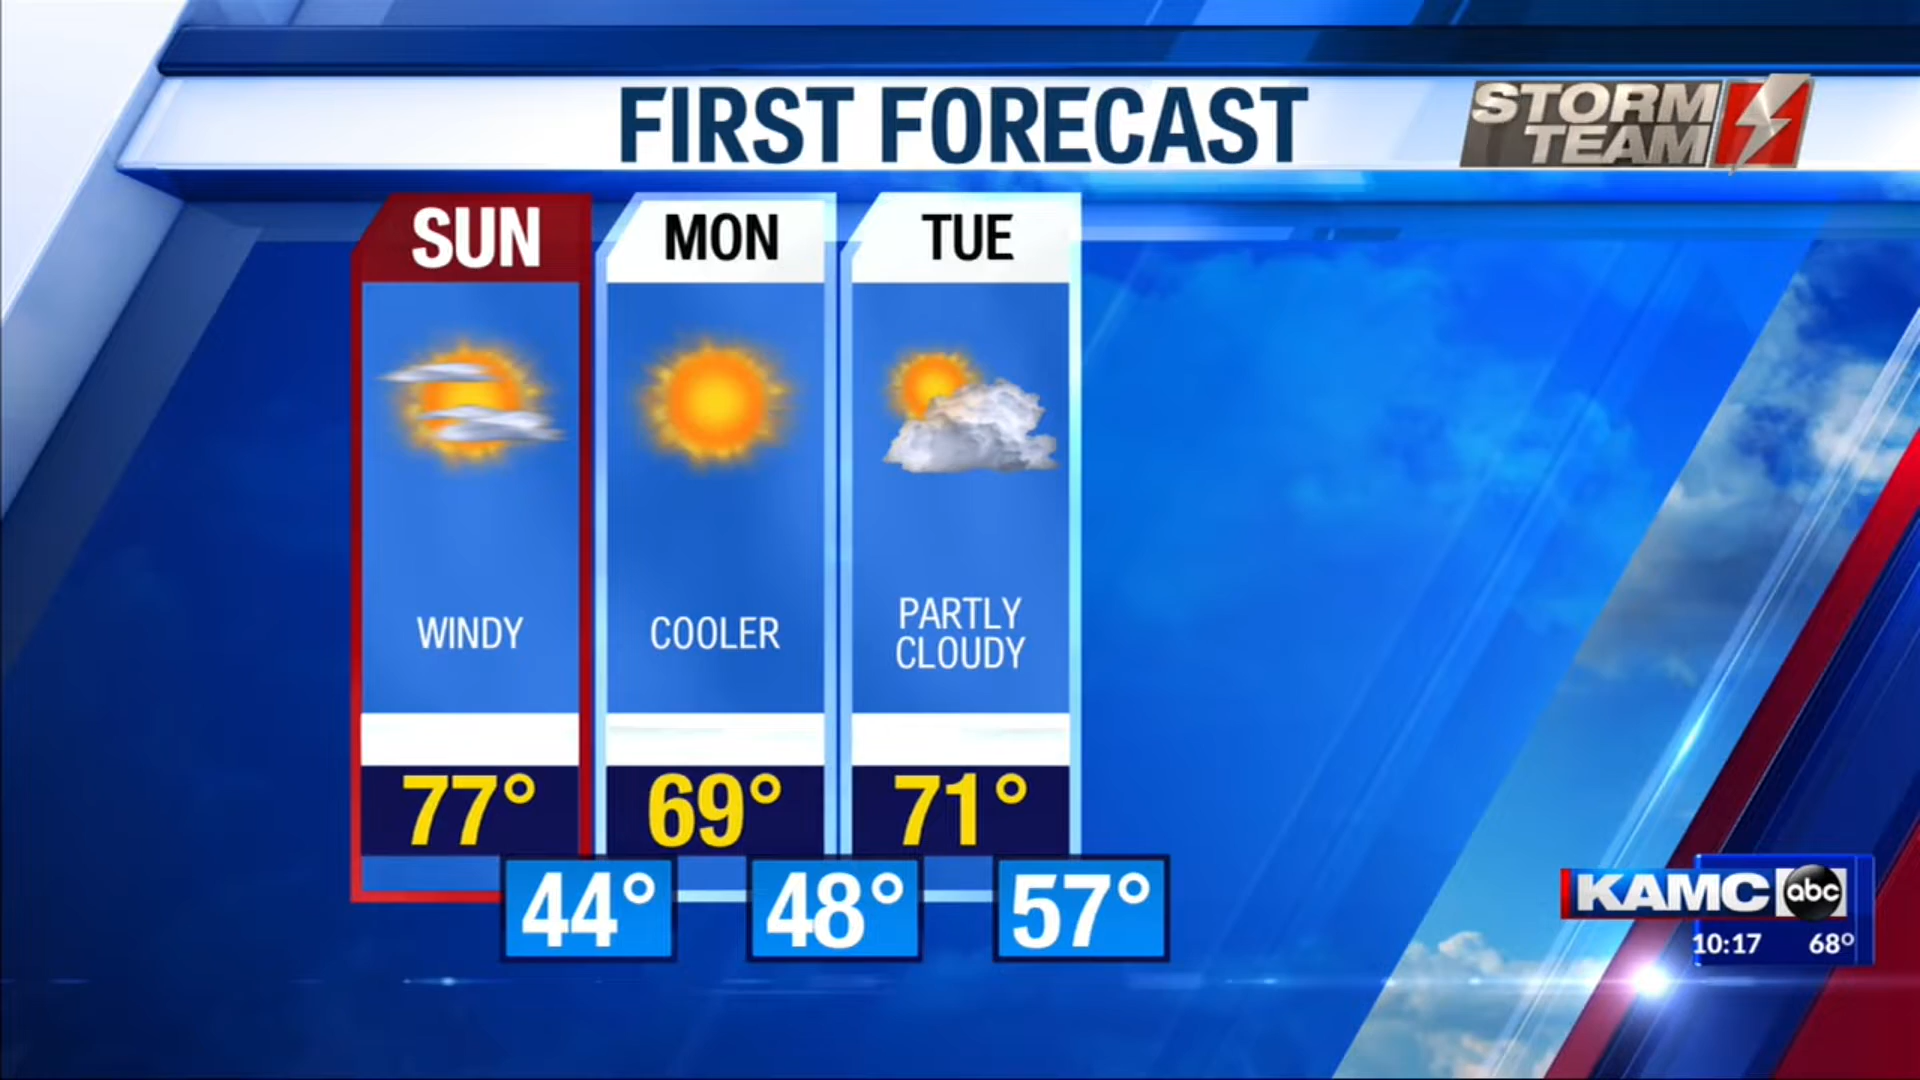 FIRST FORECAST
STORM
TEAM
SUN
MON
TUE
WINDY
COOLER
PARTLY
CLOUDY
77°
69°
71°
44°
48°
57°
KAMC abc
10:17 68°